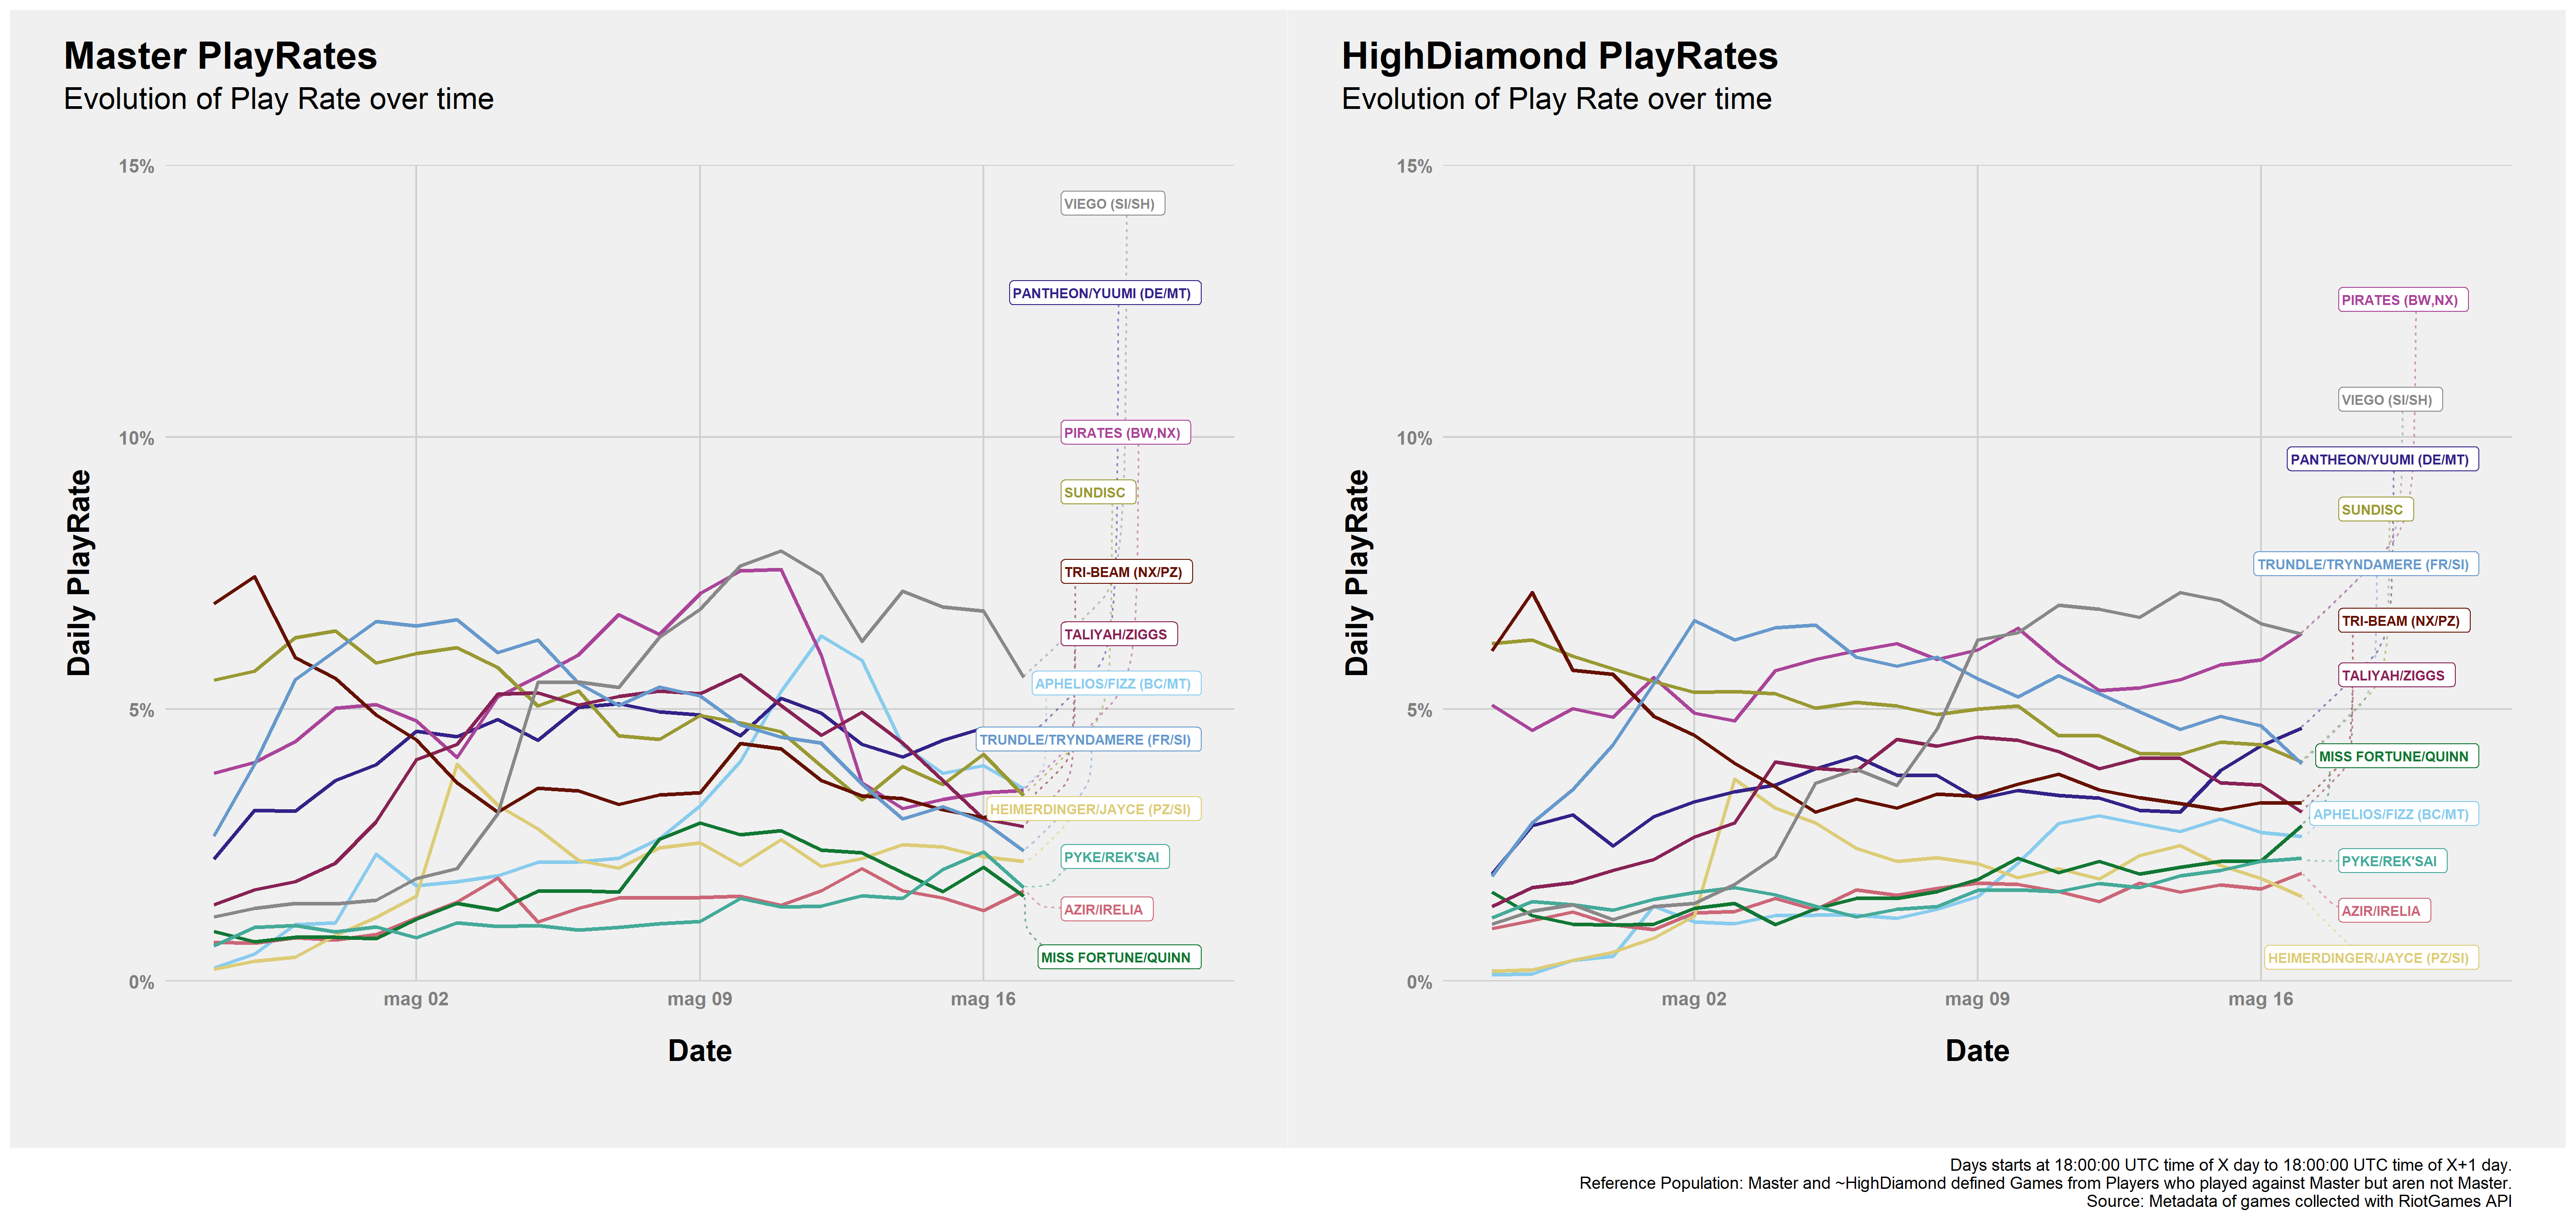 Master PlayRates
Evolution of Play Rate over time
Daily PlayRate
15%
10%
5%
0%
VIEGO (SI/SH)
PANTHEON/YUUMI (DE/MT)
PIRATES (BW,NX)
SUNDISC
TRI-BEAM (NX/PZ)
TALIYAH/ZIGGS
APHELIOS/FIZZ (BC/MT)
TRUNDLE/TRYNDAMERE (FR/SI)
HEIMERDINGER/JAYCE (PZ/SI)
PYKE/REK'SAI
AZIR/IRELIA
MISS FORTUNE/QUINN
mag 02
mag 09
mag 16
Date
HighDiamond PlayRates
Evolution of Play Rate over time
Daily PlayRate
15%
10%
5%
0%
PIRATES (BW,NX)
VIEGO (SI/SH)
PANTHEON/YUUMI (DE/MT)
SUNDISC
TRUNDLE/TRYNDAMERE (FR/SI)
TRI-BEAM (NX/PZ)
TALIYAH/ZIGGS
MISS FORTUNE/QUINN
APHELIOS/FIZZ (BC/MT)
PYKE/REK'SAI
AZIR/IRELIA
HEIMERDINGER/JAYCE (PZ/SI)
mag 02
mag 09
mag 16
Date
Days starts at 18:00:00 UTC time of X day to 18:00:00 UTC time of X+1 day.
Reference Population: Master and ~HighDiamond defined Games from Players who played against Master but aren not Master.
Source: Metadata of games collected with RiotGames API